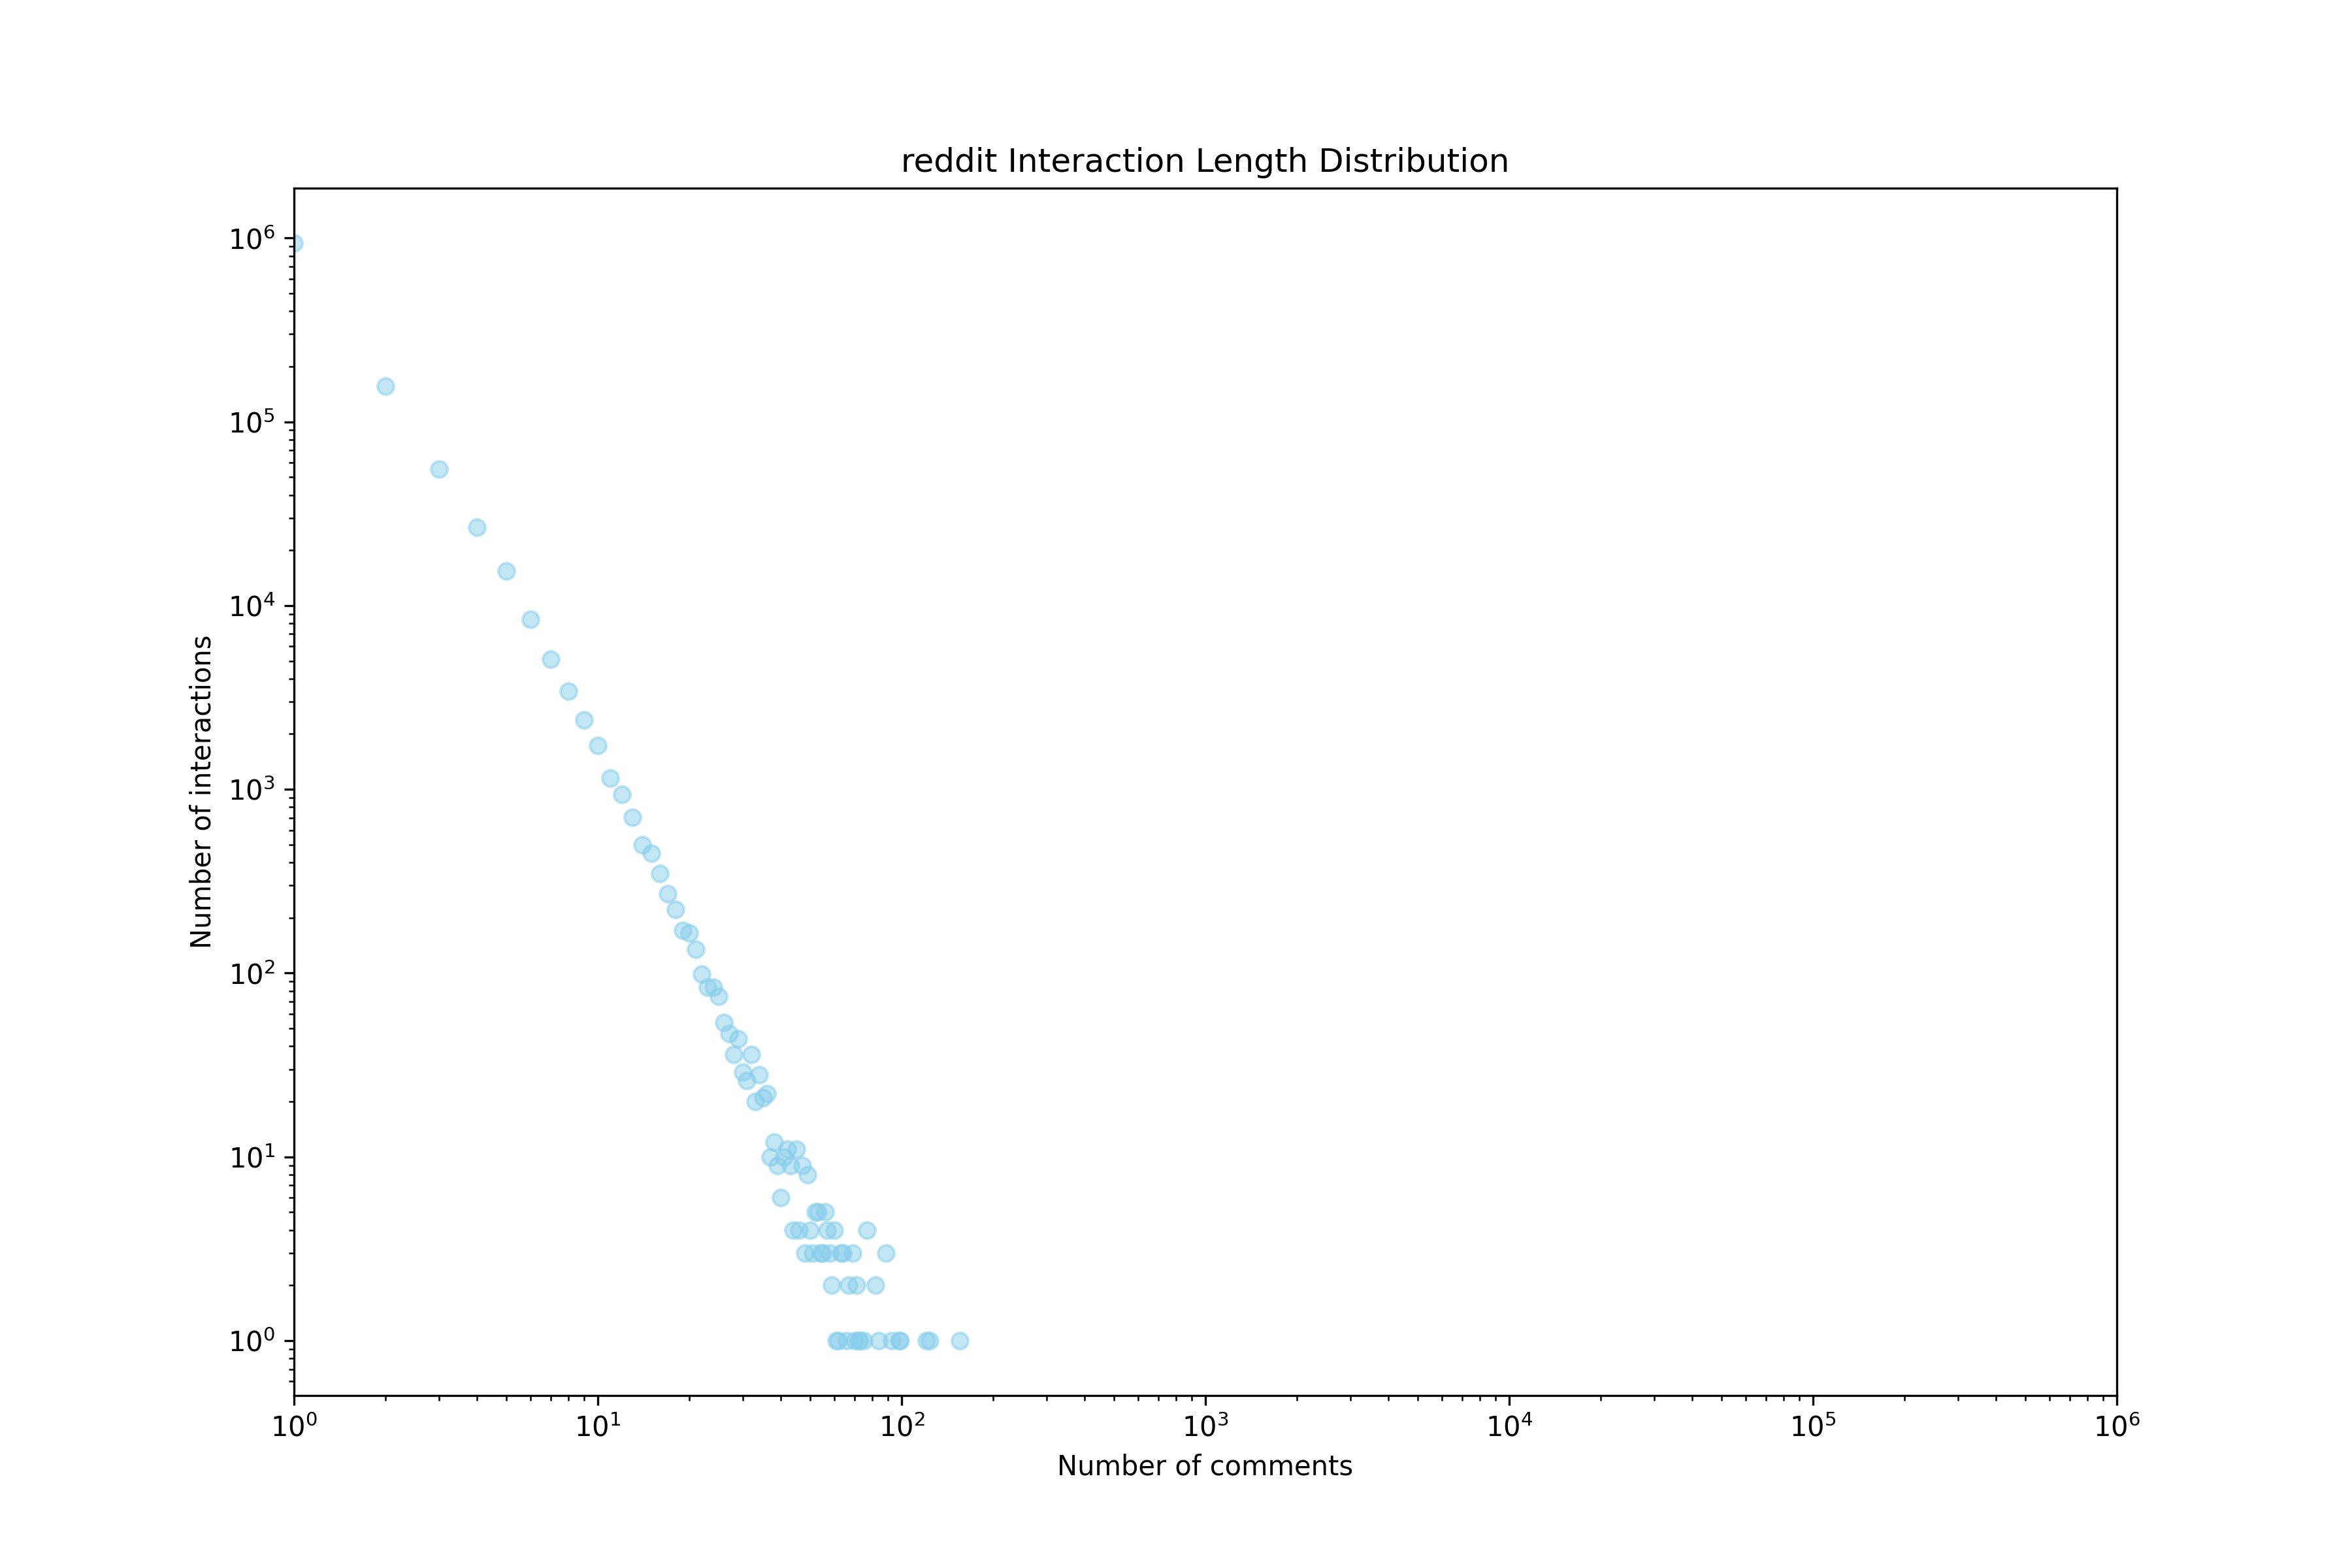 reddit Interaction Length Distribution
10⁶
10⁵
10⁴
10³
10²
10¹
10⁰
Number of interactions
10⁰ 10¹ 10² 10³ 10⁴ 10⁵ 10⁶
Number of comments